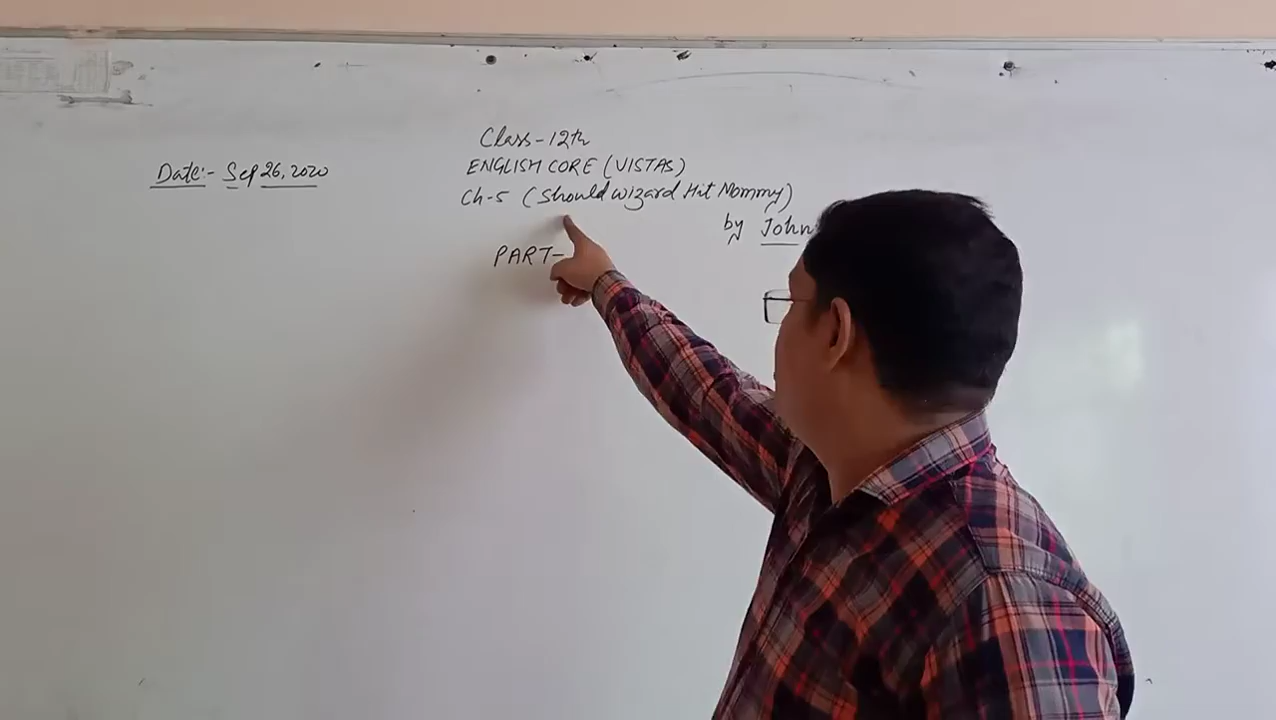 Class-12th
Date:- Sep 26, 2020
ENGLISH CORE (VISTAS)
Ch-5 (Should wizard Hit Mommy)
by John
PART-